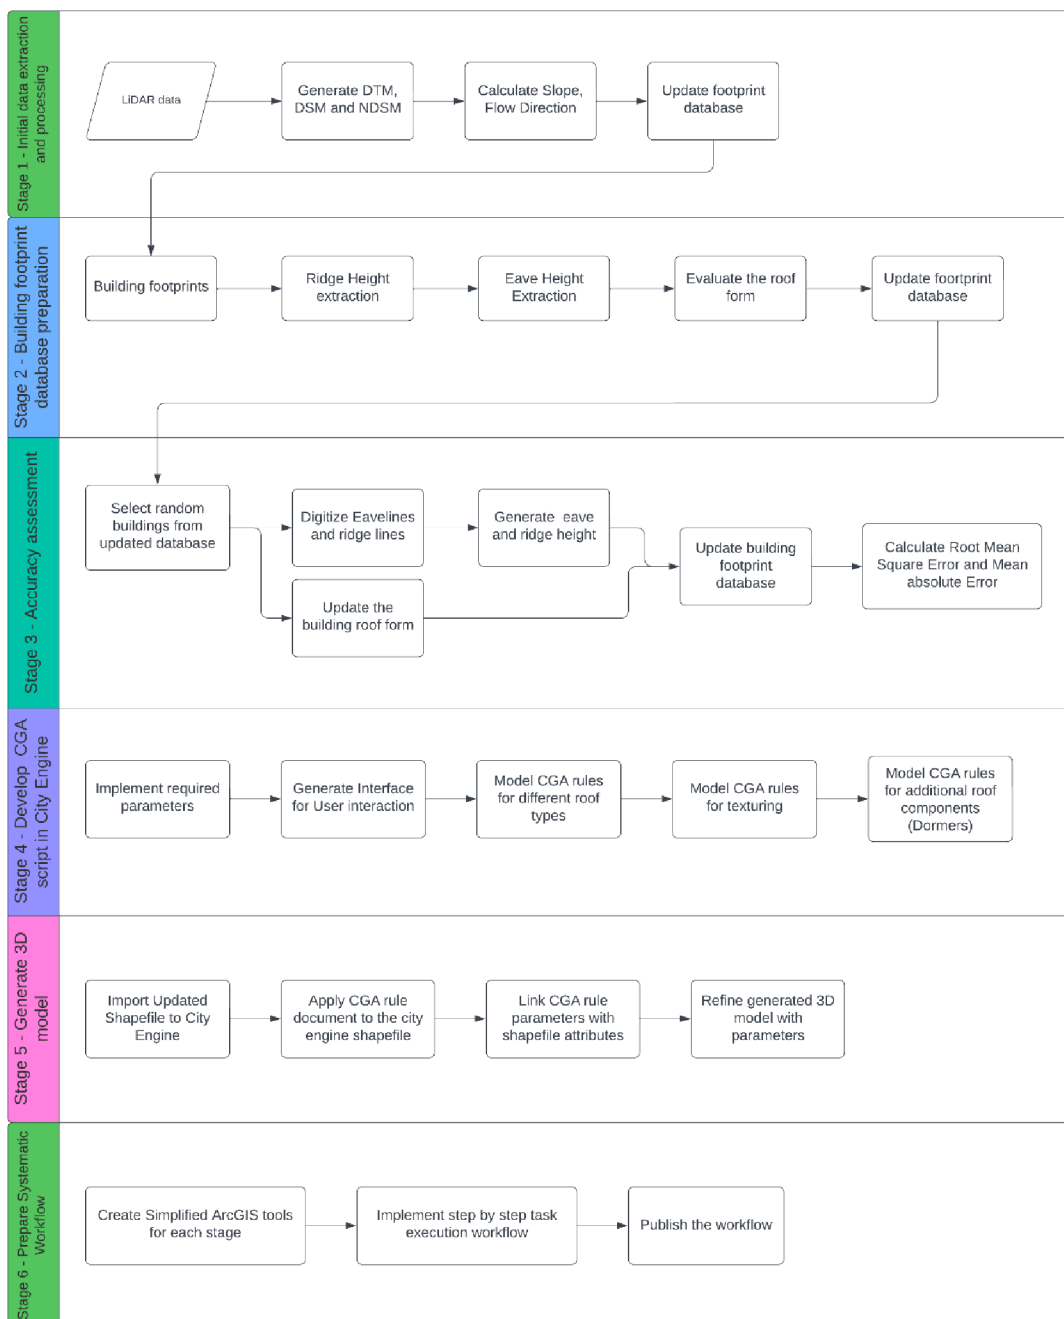 Stage 1 - Initial data extraction
and processing
LiDAR data
Generate DTM,
DSM and NDSM
Calculate Slope,
Flow Direction
Update footprint
database
Stage 2 - Building footprint
database preparation
Building footprints
Ridge Height
extraction
Eave Height
Extraction
Evaluate the roof
form
Update foortprint
database
Stage 3 - Accuracy assessment
Select random
buildings from
updated database
Digitize Eavelines
and ridge lines
Generate eave
and ridge height
Update the
building roof form
Update building
footprint
database
Calculate Root Mean
Square Error and Mean
absolute Error
Stage 4 - Develop CGA
script in City Engine
Implement required
parameters
Generate Interface
for User interaction
Model CGA rules
for different roof
types
Model CGA rules
for texturing
Model CGA rules
for additional roof
components
(Dormers)
Stage 5 - Generate 3D
model
Import Updated
Shapefile to City
Engine
Apply CGA rule
document to the city
engine shapefile
Link CGA rule
parameters with
shapefile attributes
Refine generated 3D
model with
parameters
Stage 6 - Prepare Systematic
Workflow
Create Simplified ArcGIS tools
for each stage
Implement step by step task
execution workflow
Publish the workflow